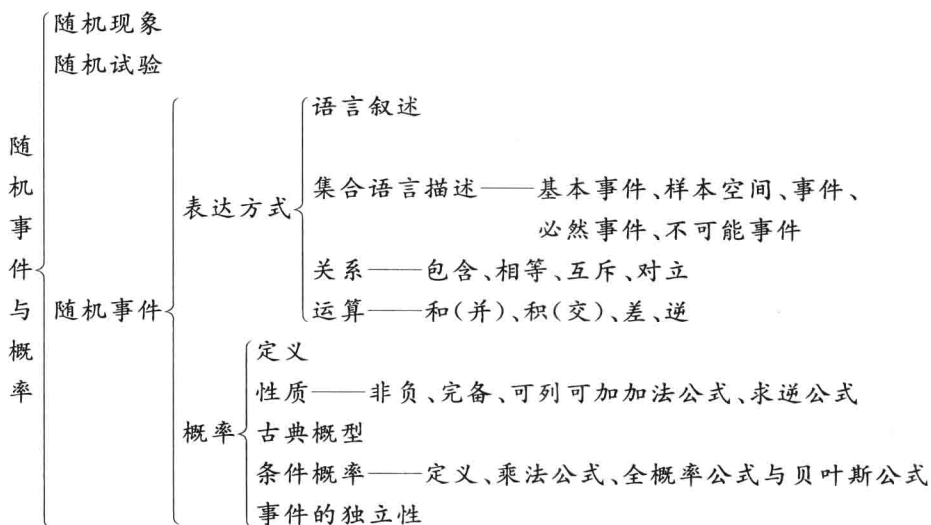 随机事件与概率
随机现象
随机试验
随机事件
表达方式
语言叙述
集合语言描述——基本事件、样本空间、事件、
必然事件、不可能事件
关系——包含、相等、互斥、对立
运算——和(并)、积(交)、差、逆
概率
定义
性质——非负、完备、可列可加加法公式、求逆公式
古典概型
条件概率——定义、乘法公式、全概率公式与贝叶斯公式
事件的独立性